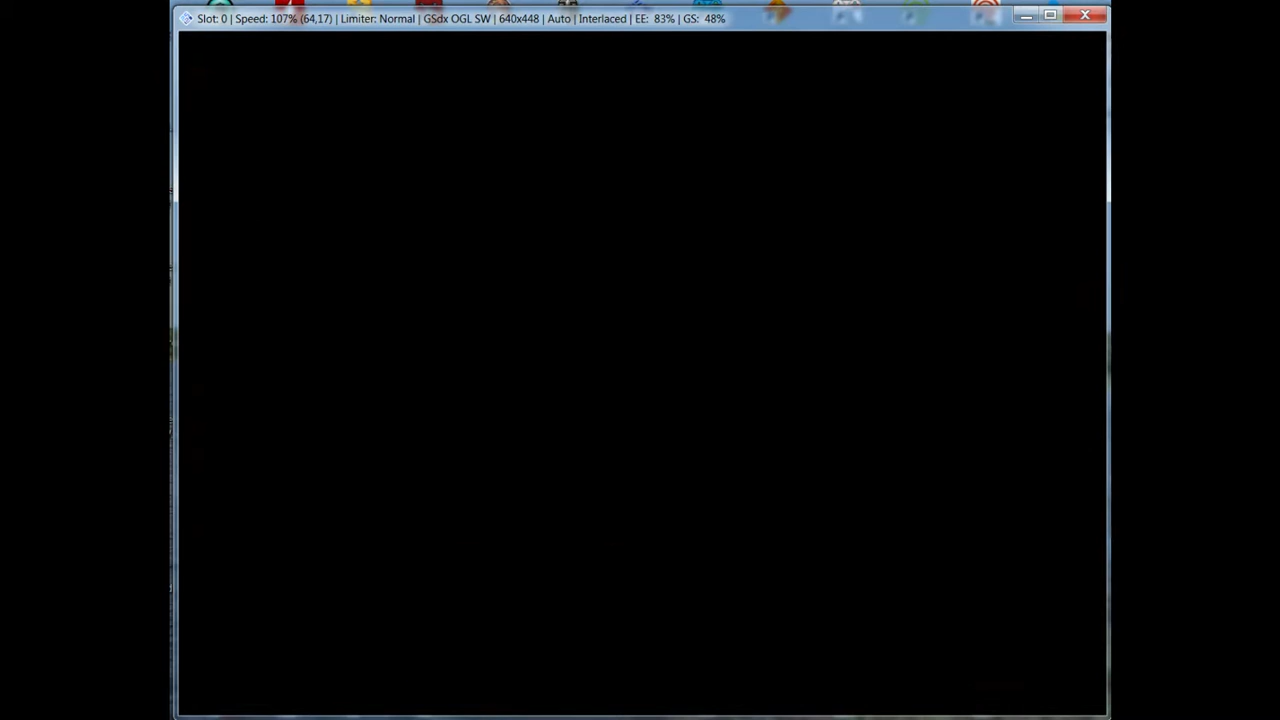 Slot: 0 | Speed: 107% (64,17) | Limiter: Normal | GSdx OGL SW | 640x448 | Auto | Interlaced | EE:  83% | GS:  48%